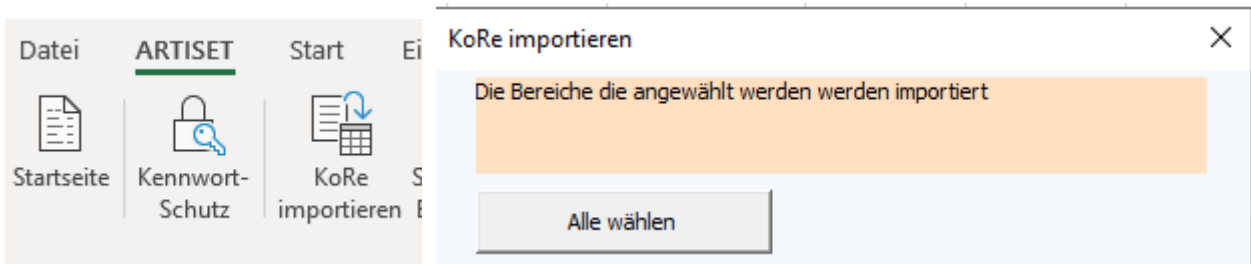 Datei ARTISET Start Ei
Startseite Kennwort-
Schutz KoRe
importieren
KoRe importieren
Die Bereiche die angewählt werden werden importiert
Alle wählen